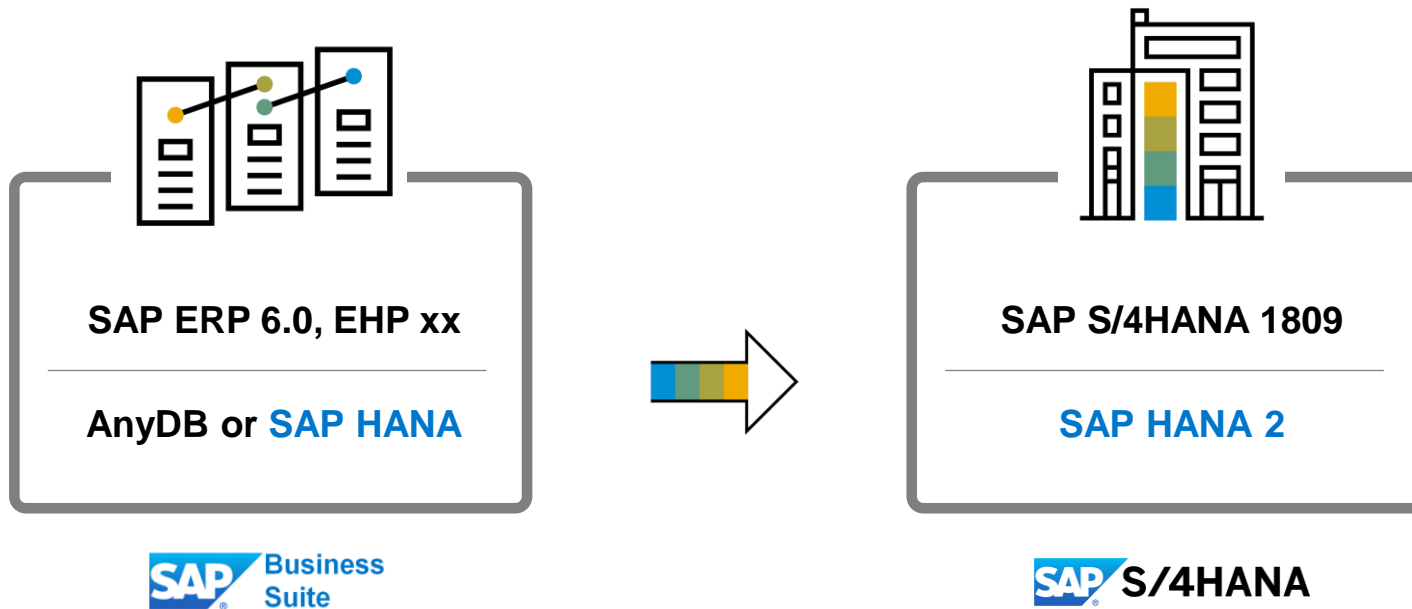 SAP ERP 6.0, EHP xx
AnyDB or SAP HANA
SAP® Business
Suite
SAP S/4HANA 1809
SAP HANA 2
SAP® S/4HANA